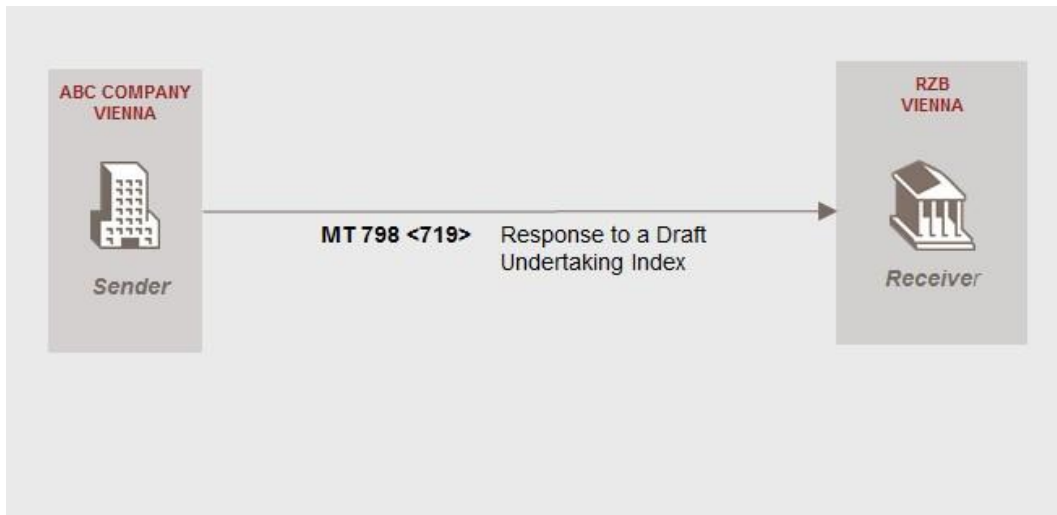 ABC COMPANY
VIENNA
Sender
MT 798 <719>
Response to a Draft
Undertaking Index
RZB
VIENNA
Receiver